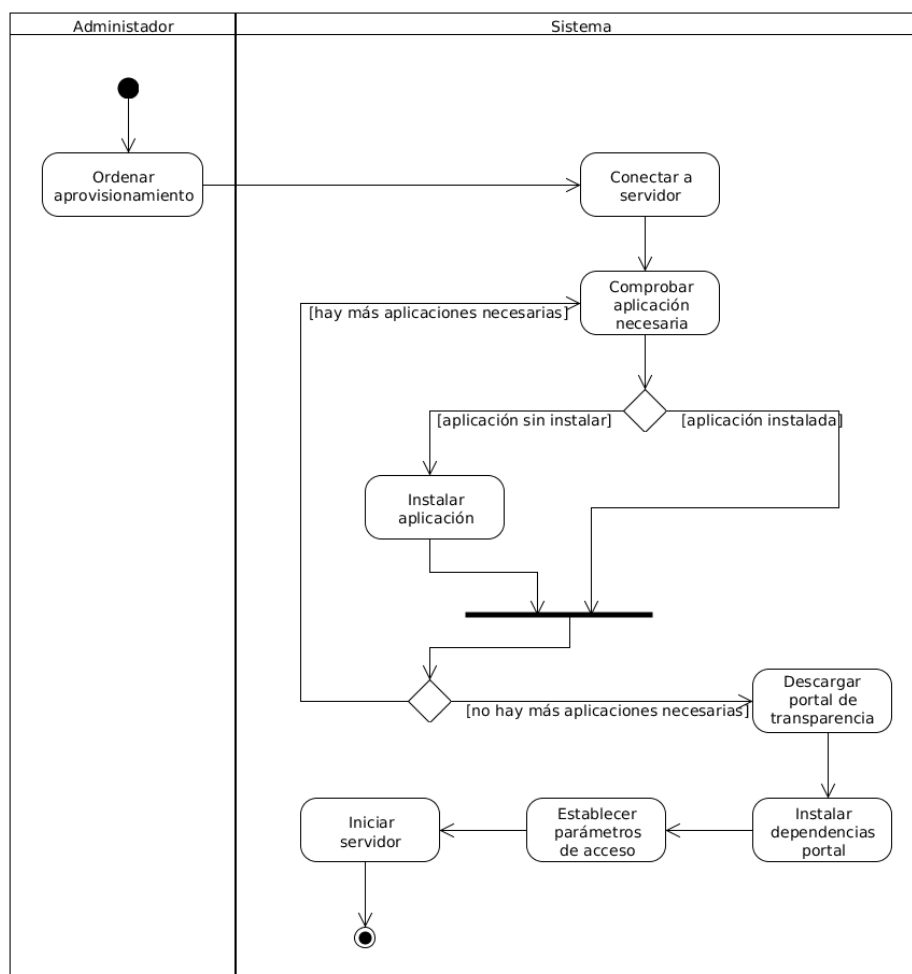 Administador
Sistema
Ordenar
aprovisionamiento
Conectar a
servidor
Comprobar
aplicación
necesaria
[hay más aplicaciones necesarias]
[aplicación sin instalar]
[aplicación instalada]
Instalar
aplicación
Descargar
portal de
transparencia
[no hay más aplicaciones necesarias]
Iniciar
servidor
Establecer
parámetros
de acceso
Instalar
dependencias
portal